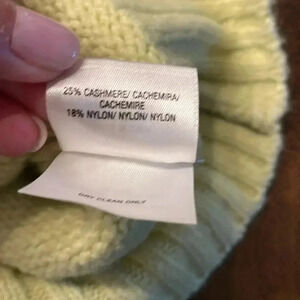 25% CASHMERE/ CACHEMIRA/
CACHEMIRE
18% NYLON/ NYLON/ NYLON
DRY CLEAN ONLY